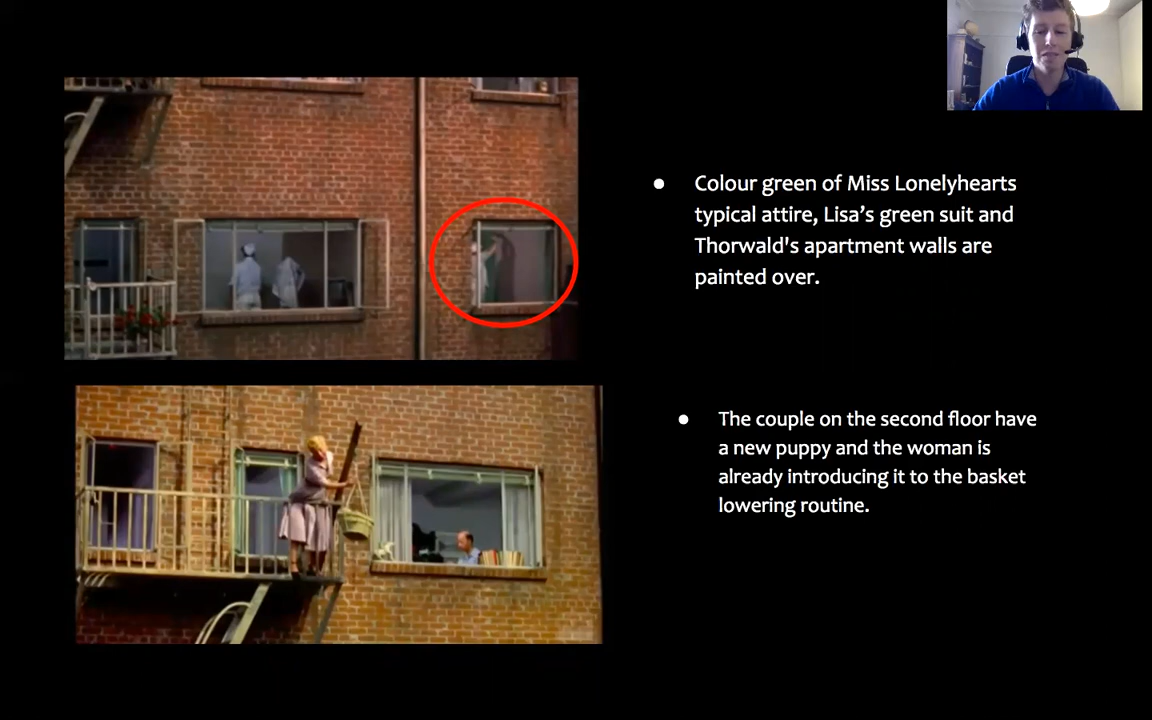 Colour green of Miss Lonelyhearts
typical attire, Lisa’s green suit and
Thorwald's apartment walls are
painted over.
The couple on the second floor have
a new puppy and the woman is
already introducing it to the basket
lowering routine.